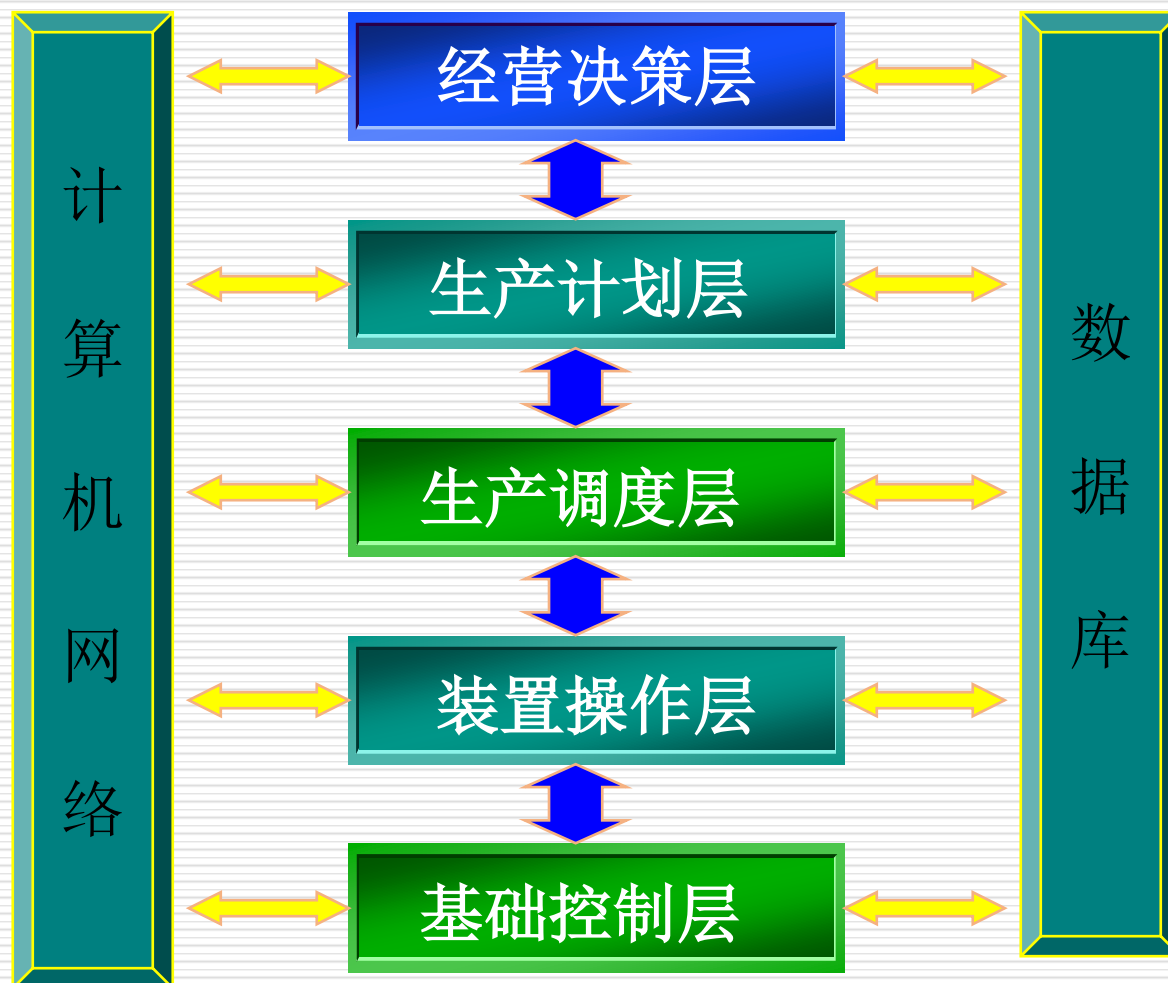 计算机网络
经营决策层
生产计划层
生产调度层
装置操作层
基础控制层
数据库